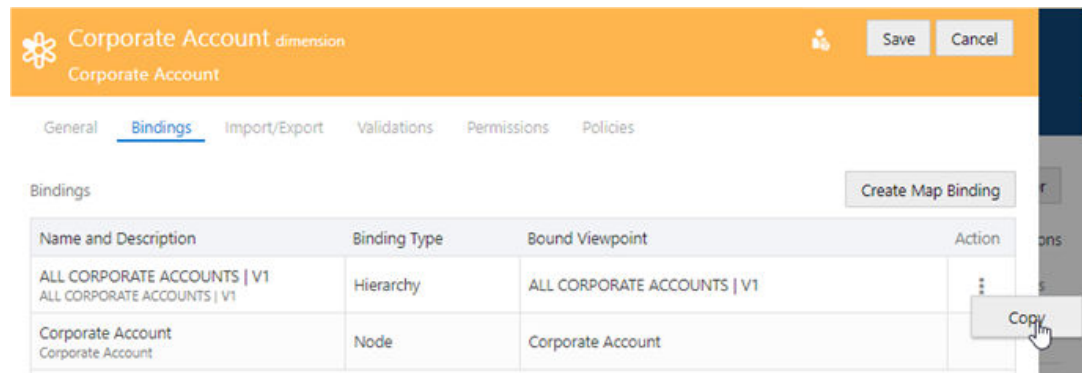 Corporate Account dimension
Save
Cancel
Corporate Account
General Bindings Import/Export Validations Permissions Policies
Bindings
Create Map Binding
Name and Description Binding Type Bound Viewpoint Action
ALL CORPORATE ACCOUNTS | V1
ALL CORPORATE ACCOUNTS | V1
Hierarchy
ALL CORPORATE ACCOUNTS | V1
Copy
Corporate Account
Corporate Account
Node
Corporate Account